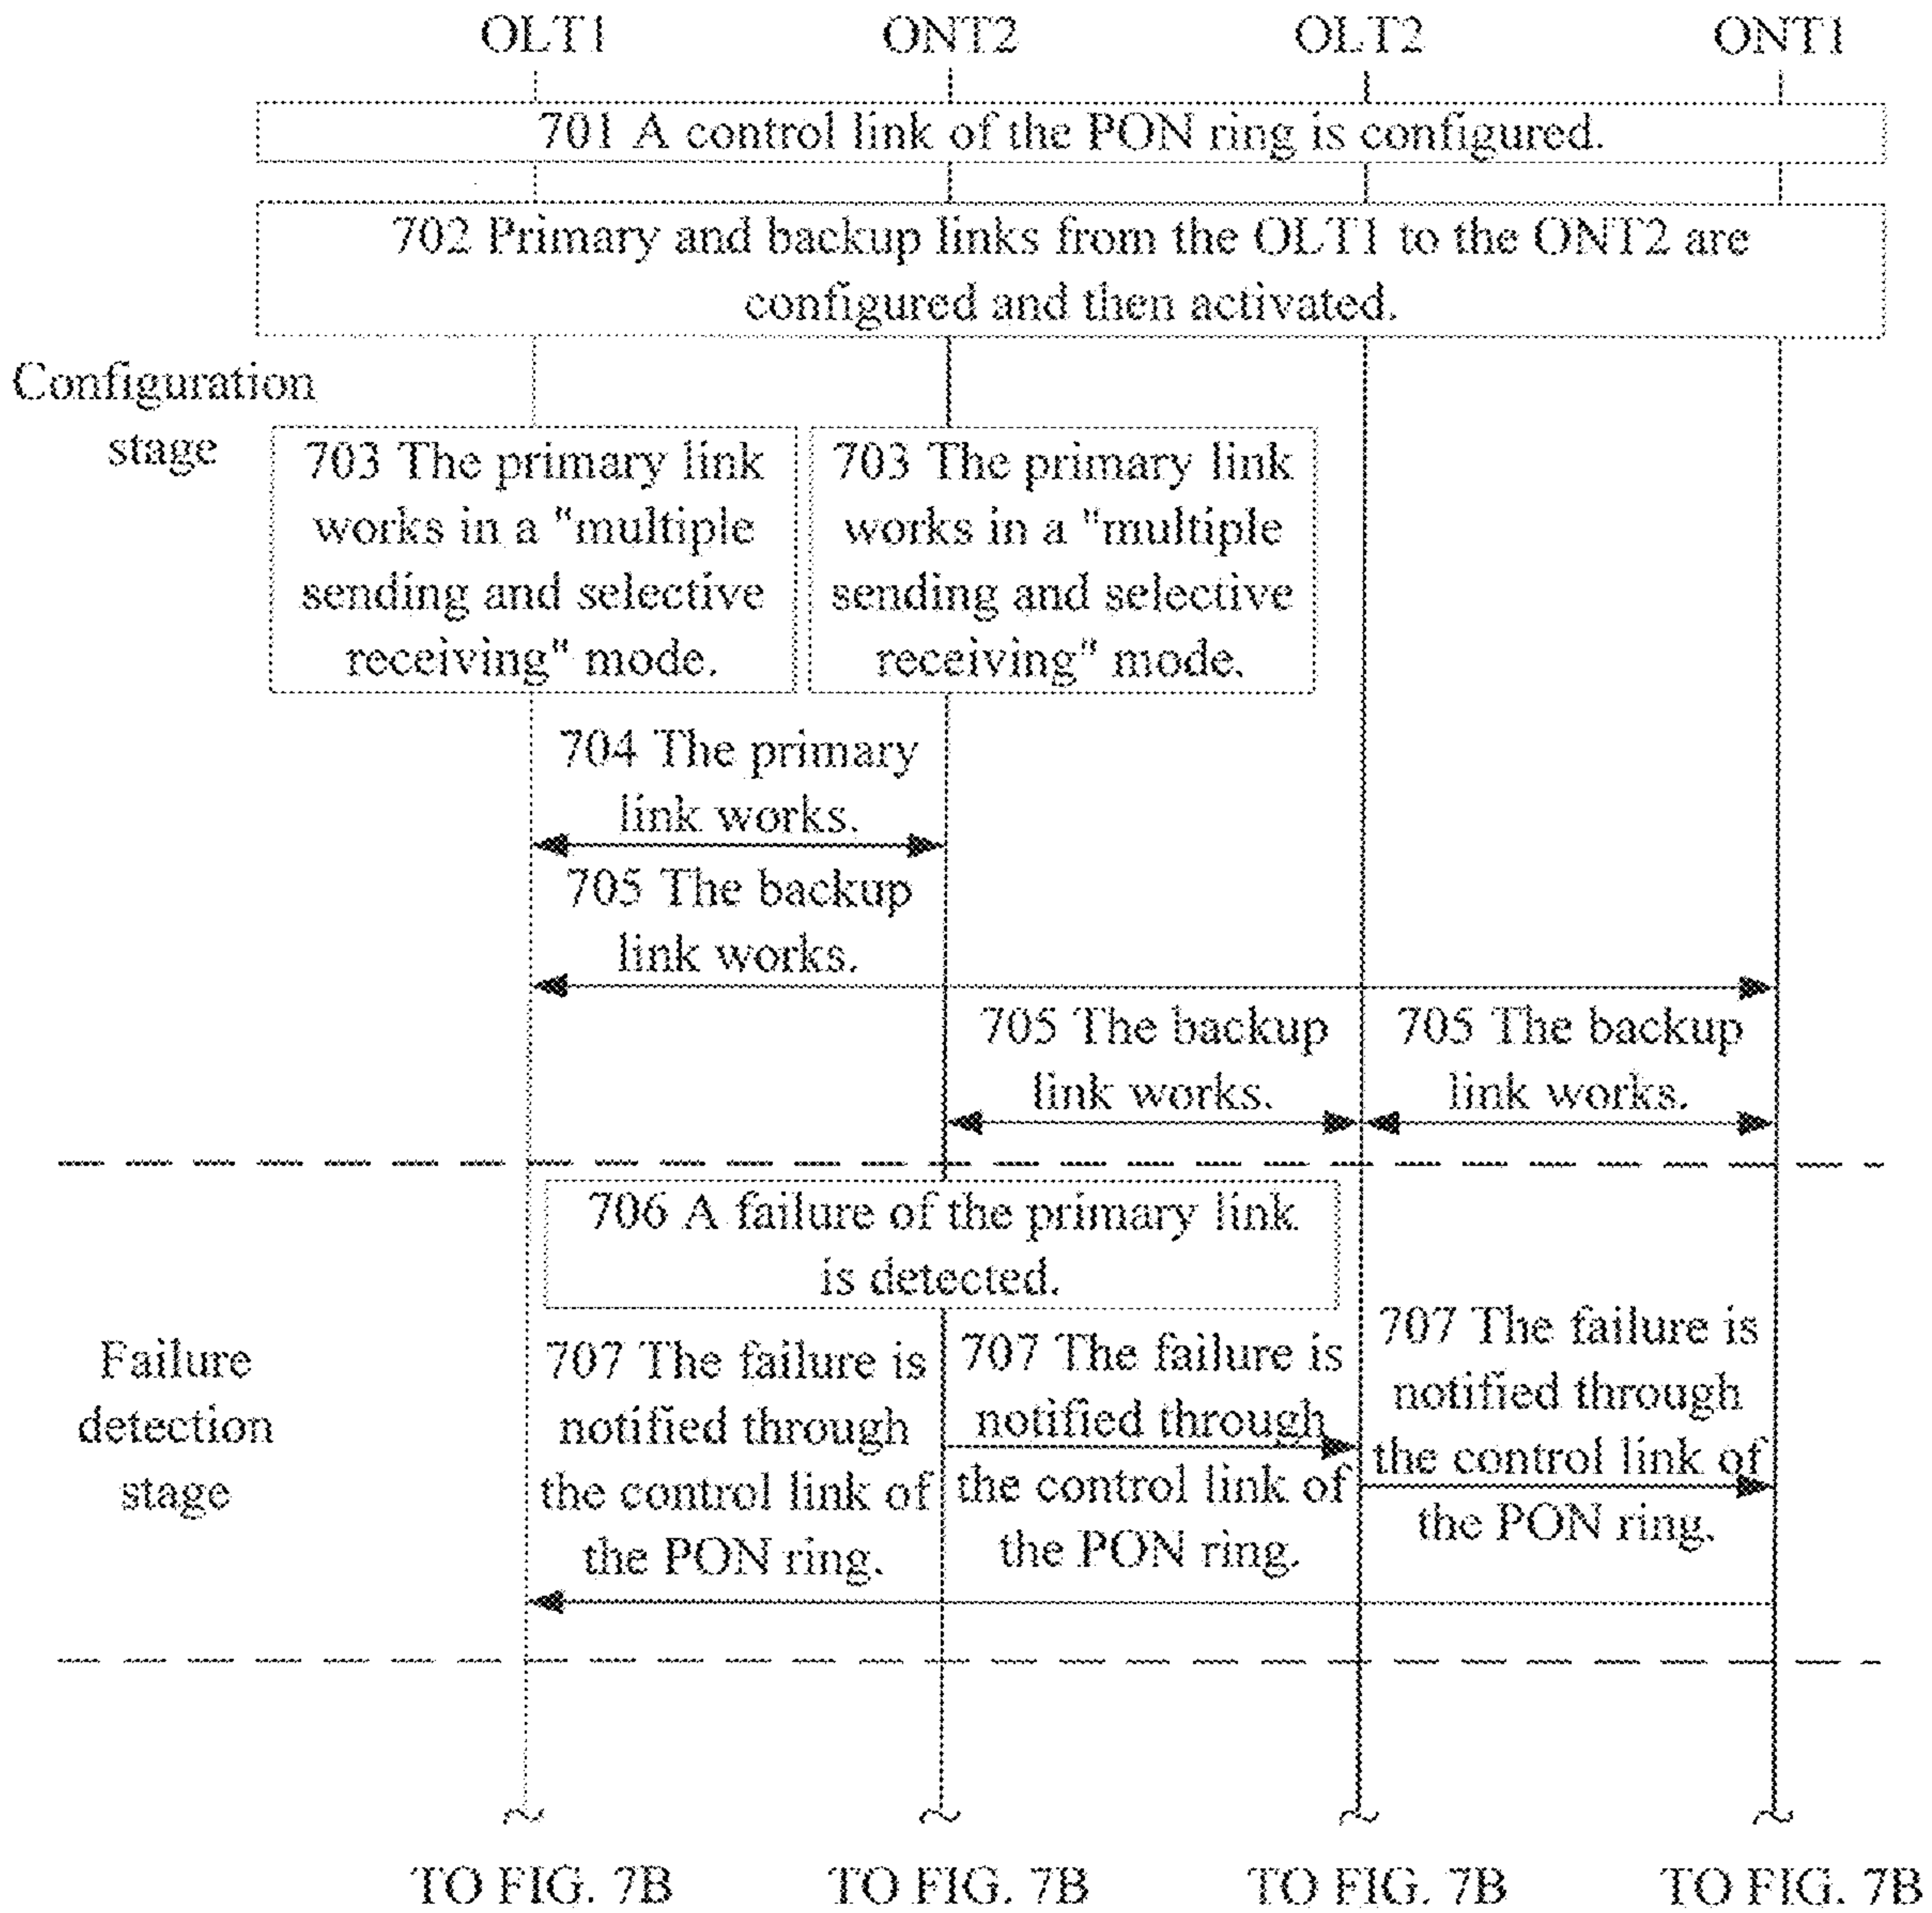 OLT1 ONT2 OLT2 ONT1
701 A control link of the PON ring is configured.
702 Primary and backup links from the OLT1 to the ONT2 are
configured and then activated.
Configuration
stage
703 The primary link
works in a "multiple
sending and selective
receiving" mode.
703 The primary link
works in a "multiple
sending and selective
receiving" mode.
704 The primary
link works.
705 The backup
link works.
705 The backup
link works.
705 The backup
link works.
706 A failure of the primary link
is detected.
Failure
detection
stage
707 The failure is
notified through
the control link of
the PON ring.
707 The failure is
notified through
the control link of
the PON ring.
707 The failure is
notified through
the control link of
the PON ring.
TO FIG. 7B TO FIG. 7B TO FIG. 7B TO FIG. 7B